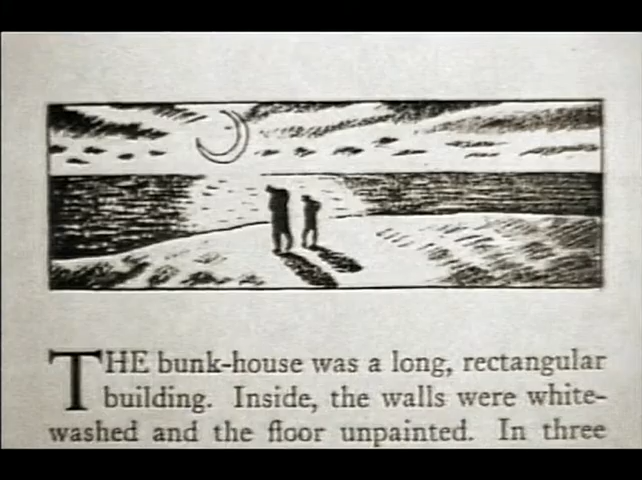 THE bunk-house was a long, rectangular
building. Inside, the walls were white-
washed and the floor unpainted. In three